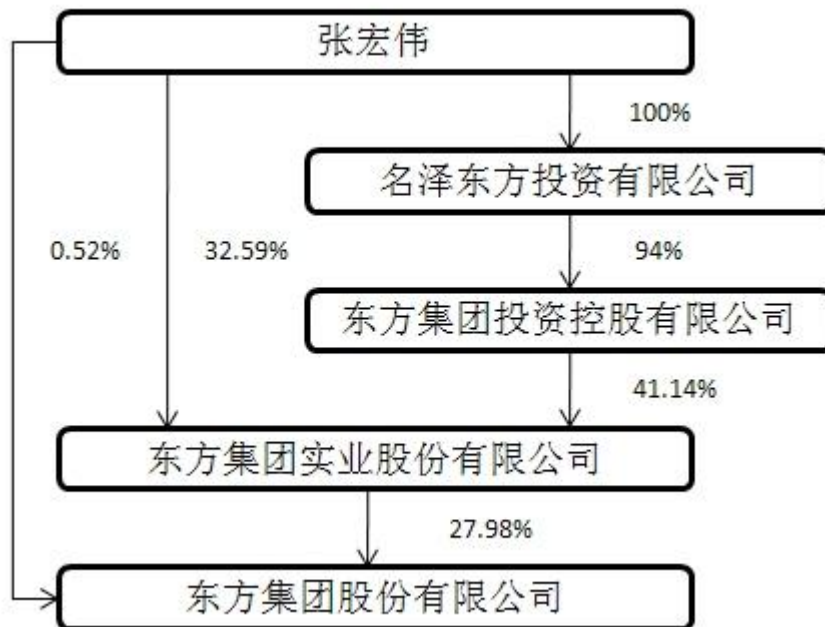 张宏伟
100%
名泽东方投资有限公司
0.52%
32.59%
94%
东方集团投资控股有限公司
41.14%
东方集团实业股份有限公司
27.98%
东方集团股份有限公司